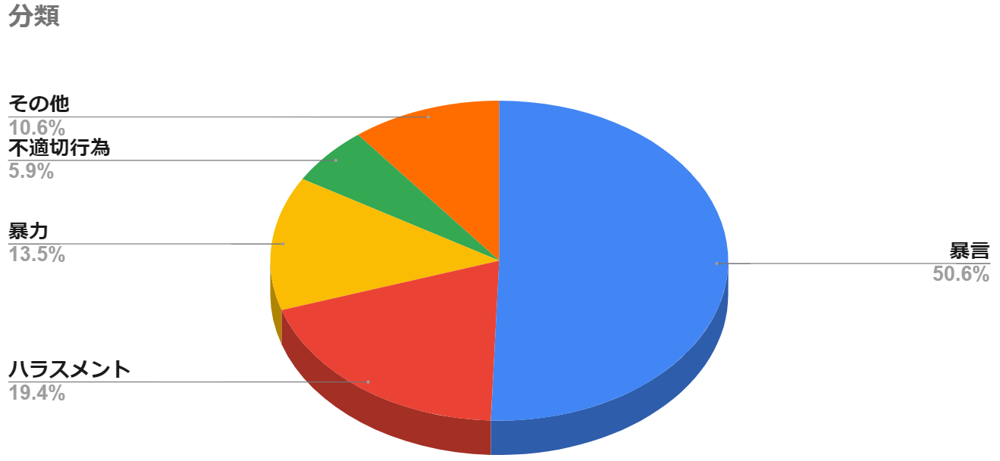 分類
その他
10.6%
不適切行為
5.9%
暴力
13.5%
暴言
50.6%
ハラスメント
19.4%